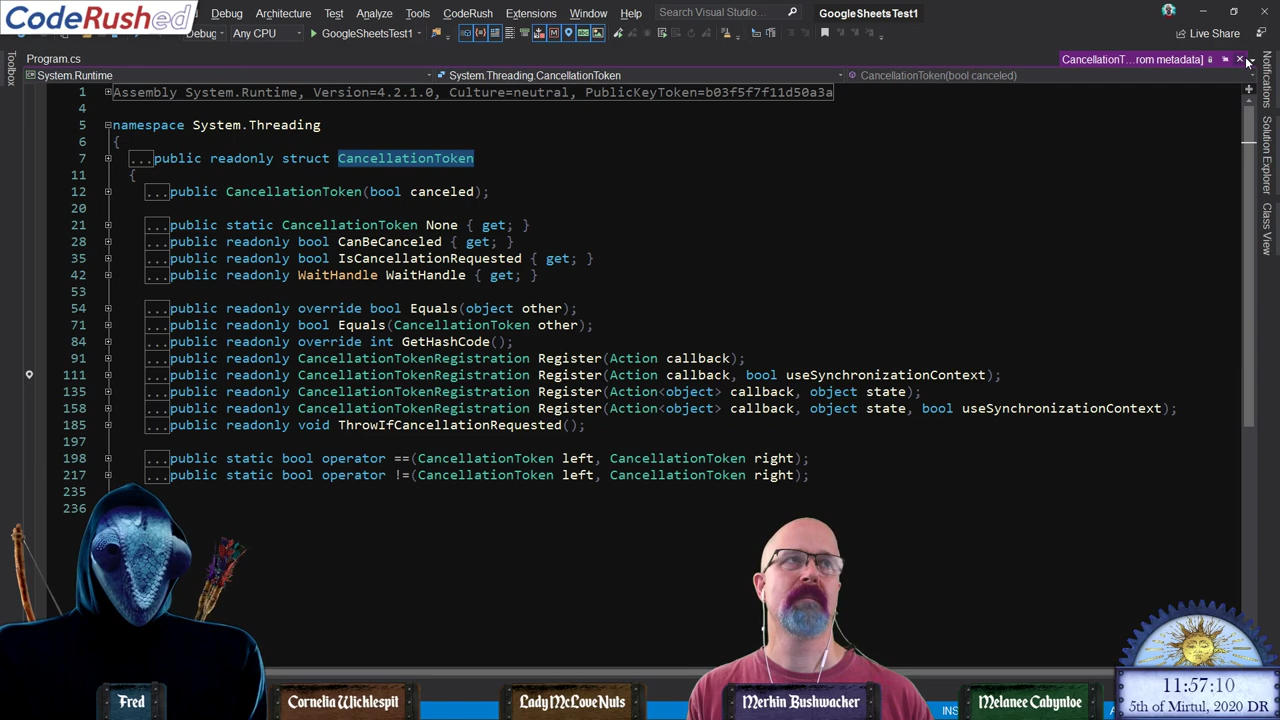 CodeRushed
Debug Architecture Test Analyze Tools CodeRush Extensions Window Help Search Visual Studio GoogleSheetsTest1
Debug Any CPU GoogleSheetsTest1 Live Share
Program.cs CancellationT...rom metadata]
System.Runtime System.Threading.CancellationToken CancellationToken(bool canceled)
1 Assembly System.Runtime, Version=4.2.1.0, Culture=neutral, PublicKeyToken=b03f5f7f11d50a3a
4
5 namespace System.Threading
6 {
7 ...public readonly struct CancellationToken
11 {
12 ...public CancellationToken(bool canceled);
20
21 ...public static CancellationToken None { get; }
28 ...public readonly bool CanBeCanceled { get; }
35 ...public readonly bool IsCancellationRequested { get; }
42 ...public readonly WaitHandle WaitHandle { get; }
53
54 ...public readonly override bool Equals(object other);
71 ...public readonly bool Equals(CancellationToken other);
84 ...public readonly override int GetHashCode();
91 ...public readonly CancellationTokenRegistration Register(Action callback);
111 ...public readonly CancellationTokenRegistration Register(Action callback, bool useSynchronizationContext);
135 ...public readonly CancellationTokenRegistration Register(Action<object> callback, object state);
158 ...public readonly CancellationTokenRegistration Register(Action<object> callback, object state, bool useSynchronizationContext);
185 ...public readonly void ThrowIfCancellationRequested();
197
198 ...public static bool operator ==(CancellationToken left, CancellationToken right);
217 ...public static bool operator !=(CancellationToken left, CancellationToken right);
235
236
Toolbox
Notifications
Solution Explorer
Class View
Fred
Cornelia Wicklespit
Lady McLoveNuts
Merkin Bushwacker
Melanee Cabyntoe
INS
11:57:10
5th of Mirtul, 2020 DR